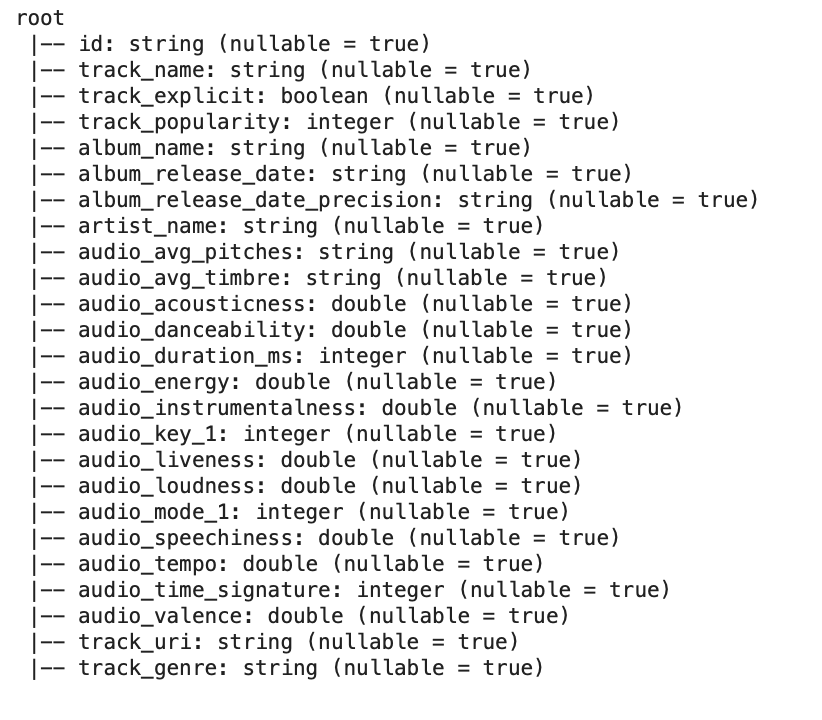 root
 |-- id: string (nullable = true)
 |-- track_name: string (nullable = true)
 |-- track_explicit: boolean (nullable = true)
 |-- track_popularity: integer (nullable = true)
 |-- album_name: string (nullable = true)
 |-- album_release_date: string (nullable = true)
 |-- album_release_date_precision: string (nullable = true)
 |-- artist_name: string (nullable = true)
 |-- audio_avg_pitches: string (nullable = true)
 |-- audio_avg_timbre: string (nullable = true)
 |-- audio_acousticness: double (nullable = true)
 |-- audio_danceability: double (nullable = true)
 |-- audio_duration_ms: integer (nullable = true)
 |-- audio_energy: double (nullable = true)
 |-- audio_instrumentalness: double (nullable = true)
 |-- audio_key_1: integer (nullable = true)
 |-- audio_liveness: double (nullable = true)
 |-- audio_loudness: double (nullable = true)
 |-- audio_mode_1: integer (nullable = true)
 |-- audio_speechiness: double (nullable = true)
 |-- audio_tempo: double (nullable = true)
 |-- audio_time_signature: integer (nullable = true)
 |-- audio_valence: double (nullable = true)
 |-- track_uri: string (nullable = true)
 |-- track_genre: string (nullable = true)